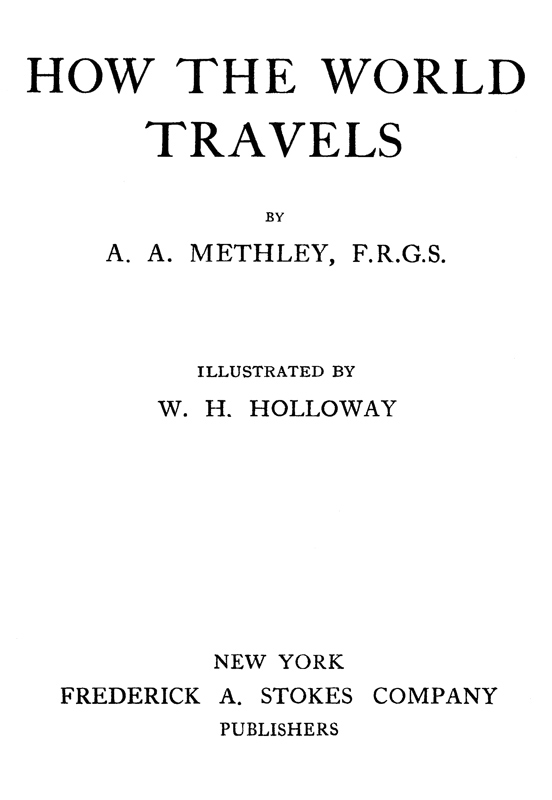 HOW THE WORLD
TRAVELS
BY
A. A. METHLEY, F.R.G.S.
ILLUSTRATED BY
W. H. HOLLOWAY
NEW YORK
FREDERICK A. STOKES COMPANY
PUBLISHERS